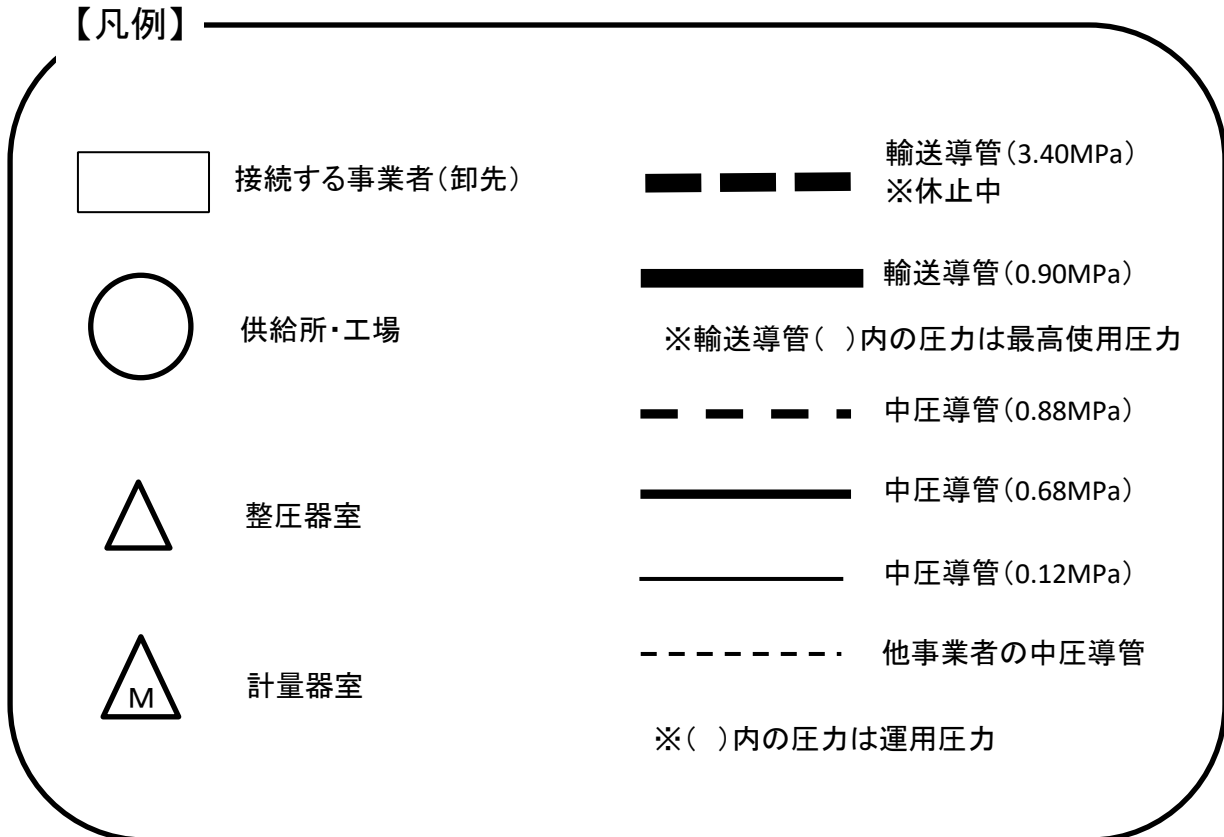 【凡例】
接続する事業者（卸先）
供給所・工場
整圧器室
M
計量器室
輸送導管（3.40MPa）
※休止中
輸送導管（0.90MPa）
※輸送導管（　）内の圧力は最高使用圧力
中圧導管（0.88MPa）
中圧導管（0.68MPa）
中圧導管（0.12MPa）
他事業者の中圧導管
※（　）内の圧力は運用圧力